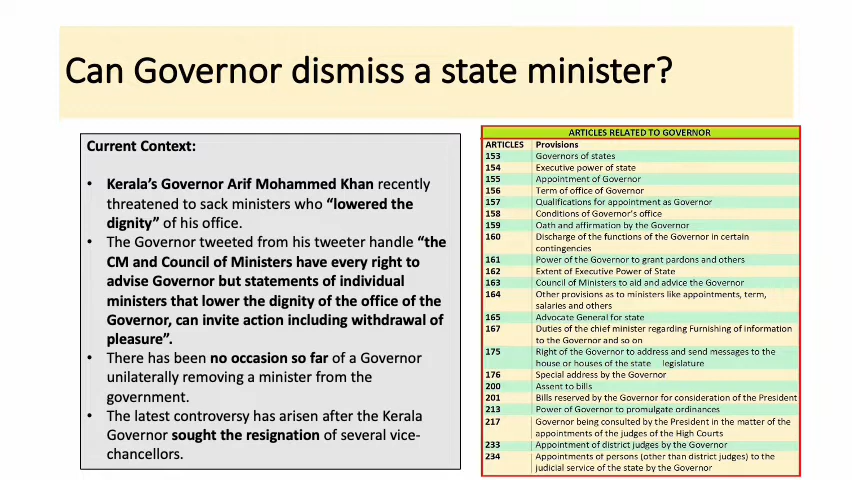 Can Governor dismiss a state minister?
Current Context:
• Kerala's Governor Arif Mohammed Khan recently
threatened to sack ministers who "lowered the
dignity" of his office.
• The Governor tweeted from his tweeter handle "the
CM and Council of Ministers have every right to
advise Governor but statements of individual
ministers that lower the dignity of the office of the
Governor, can invite action including withdrawal of
pleasure".
• There has been no occasion so far of a Governor
unilaterally removing a minister from the
government.
• The latest controversy has arisen after the Kerala
Governor sought the resignation of several vice-
chancellors.
ARTICLES RELATED TO GOVERNOR
ARTICLES Provisions
153 Governors of states
154 Executive power of state
155 Appointment of Governor
156 Term of office of Governor
157 Qualifications for appointment as Governor
158 Conditions of Governor's office
159 Oath and affirmation by the Governor
160 Discharge of the functions of the Governor in certain
contingencies
161 Power of the Governor to grant pardons and others
162 Extent of Executive Power of State
163 Council of Ministers to aid and advice the Governor
164 Other provisions as to ministers like appointments, term,
salaries and others
165 Advocate General for state
167 Duties of the chief minister regarding Furnishing of information
to the Governor and so on
175 Right of the Governor to address and send messages to the
house or houses of the state legislature
176 Special address by the Governor
200 Assent to bills
201 Bills reserved by the Governor for consideration of the President
213 Power of Governor to promulgate ordinances
217 Governor being consulted by the President in the matter of the
appointments of the judges of the High Courts
233 Appointment of district judges by the Governor
234 Appointments of persons (other than district judges) to the
judicial service of the state by the Governor